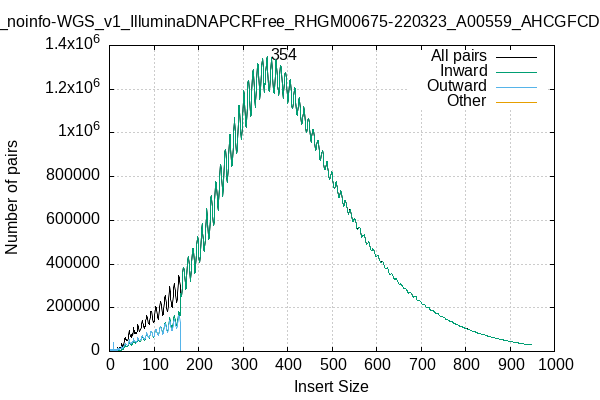 _noinfo-WGS_v1_IlluminaDNAPCRFree_RHGM00675-220323_A00559_AHCGFCD
1.4x10^6
1.2x10^6
1x10^6
800000
600000
400000
200000
0
Number of pairs
354
All pairs
Inward
Outward
Other
0 100 200 300 400 500 600 700 800 900 1000
Insert Size